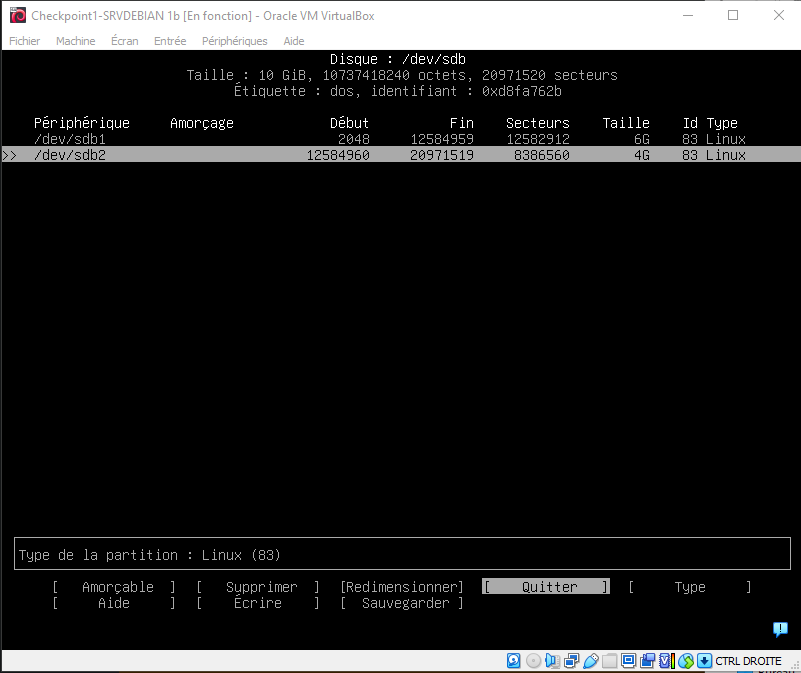 Checkpoint1-SRVDEBIAN 1b [En fonction] - Oracle VM VirtualBox
Fichier Machine Écran Entrée Périphériques Aide
Disque : /dev/sdb
Taille : 10 GiB, 10737418240 octets, 20971520 secteurs
Étiquette : dos, identifiant : 0xd8fa762b
Périphérique Amorçage Début Fin Secteurs Taille Id Type
/dev/sdb1 2048 12584959 12582912 6G 83 Linux
>> /dev/sdb2 12584960 20971519 8386560 4G 83 Linux
Type de la partition : Linux (83)
[ Amorçable ] [ Supprimer ] [Redimensionner] [ Quitter ] [ Type ]
[ Aide ] [ Écrire ] [ Sauvegarder ]
CTRL DROITE